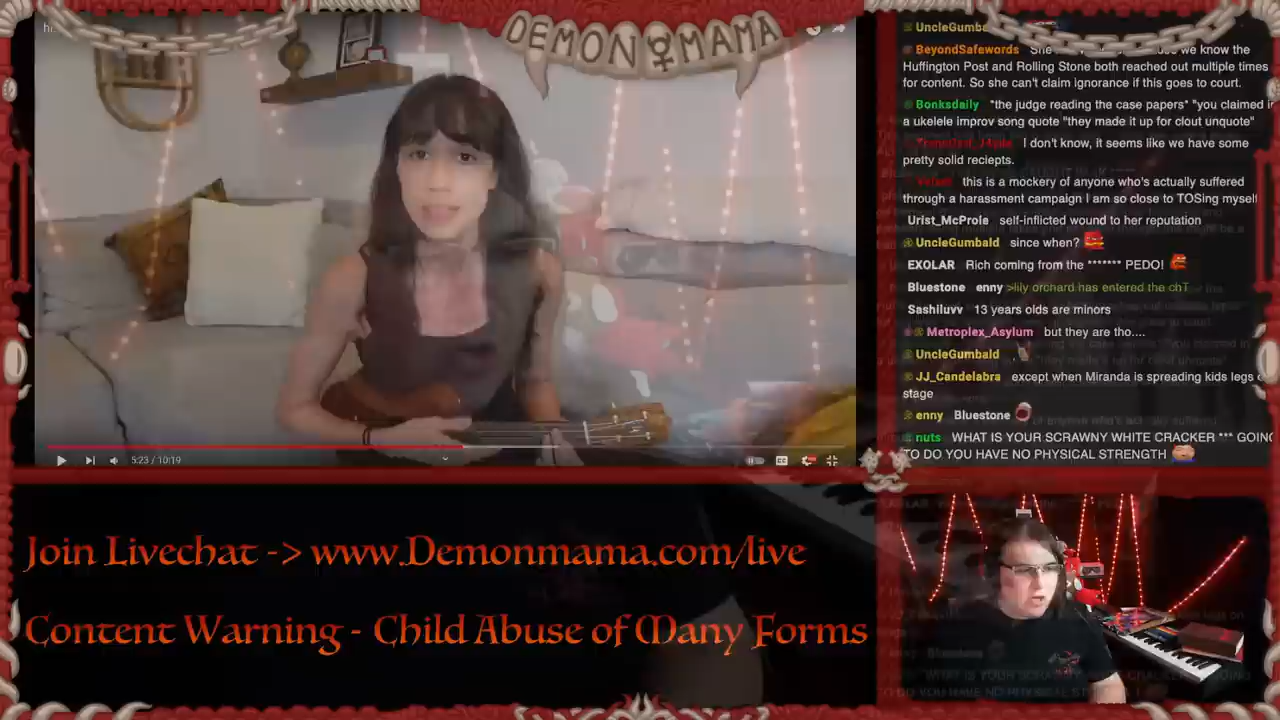 DEMON MAMA
hi
UncleGumba
BeyondSafewords She we know the
Huffington Post and Rolling Stone both reached out multiple times
for content. So she can't claim ignorance if this goes to court.
Bonksdaily *the judge reading the case papers* "you claimed i
a ukelele improv song quote "they made it up for clout unquote"
I don't know, it seems like we have some
pretty solid reciepts.
this is a mockery of anyone who's actually suffered
through a harassment campaign I am so close to TOSing myself
Urist_McProle self-inflicted wound to her reputation
UncleGumbald since when?
EXOLAR Rich coming from the ******* PEDO!
Bluestone enny >lily orchard has entered the chT
Sashiluvv 13 years olds are minors
Metroplex_Asylum but they are tho....
UncleGumbald
JJ_Candelabra except when Miranda is spreading kids legs o
stage
enny Bluestone
nuts WHAT IS YOUR SCRAWNY WHITE CRACKER *** GOING
TO DO YOU HAVE NO PHYSICAL STRENGTH
5:23 / 10:19
CC
Join Livechat -> www.Demonmama.com/live
Content Warning - Child Abuse of Many Forms